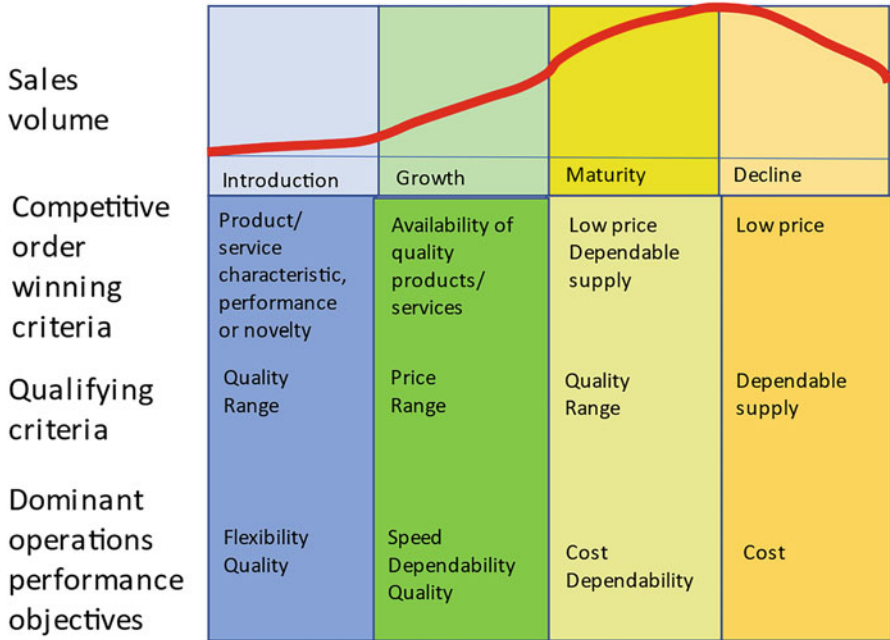 Sales
volume
Introduction
Growth
Maturity
Decline
Competitive
order
winning
criteria
Product/
service
characteristic,
performance
or novelty
Availability of
quality
products/
services
Low price
Dependable
supply
Low price
Qualifying
criteria
Quality
Range
Price
Range
Quality
Range
Dependable
supply
Dominant
operations
performance
objectives
Flexibility
Quality
Speed
Dependability
Quality
Cost
Dependability
Cost